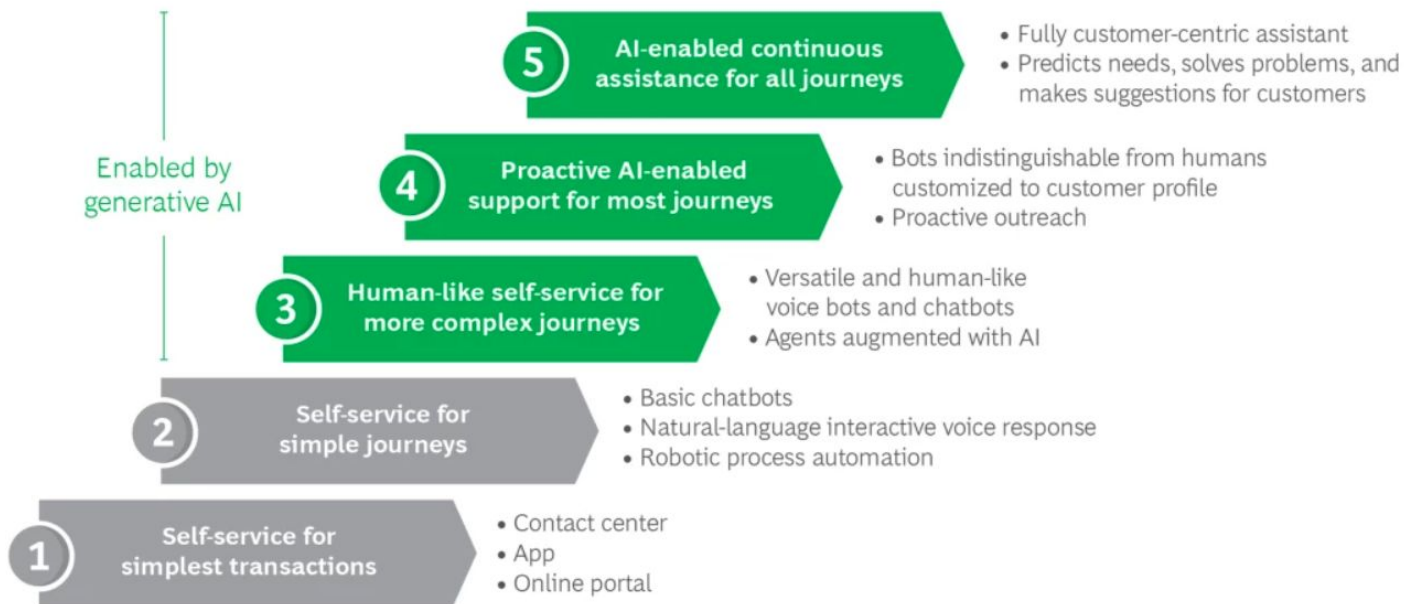 5
AI-enabled continuous
assistance for all journeys
• Fully customer-centric assistant
• Predicts needs, solves problems, and
makes suggestions for customers
Enabled by
generative AI
4
Proactive AI-enabled
support for most journeys
• Bots indistinguishable from humans
customized to customer profile
• Proactive outreach
3
Human-like self-service for
more complex journeys
• Versatile and human-like
voice bots and chatbots
• Agents augmented with AI
2
Self-service for
simple journeys
• Basic chatbots
• Natural-language interactive voice response
• Robotic process automation
1
Self-service for
simplest transactions
• Contact center
• App
• Online portal